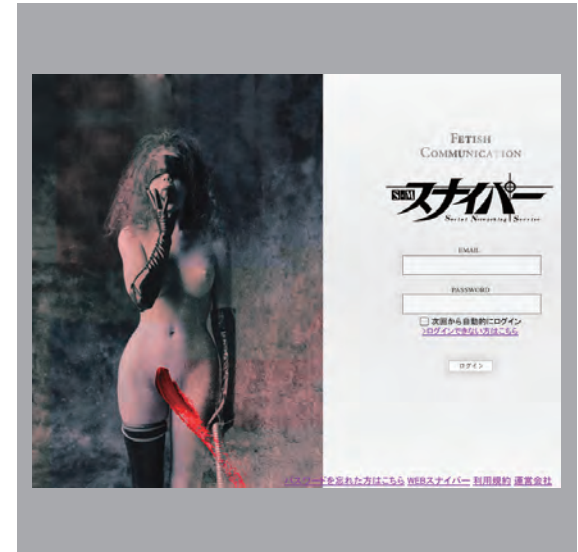 FETISH
COMMUNICATION
S&Mスナイパー
Social Networking Service
EMAIL
PASSWORD
次回から自動的にログイン
>ログインできない方はこちら
ログイン
パスワードを忘れた方はこちら WEBスナイパー 利用規約 運営会社